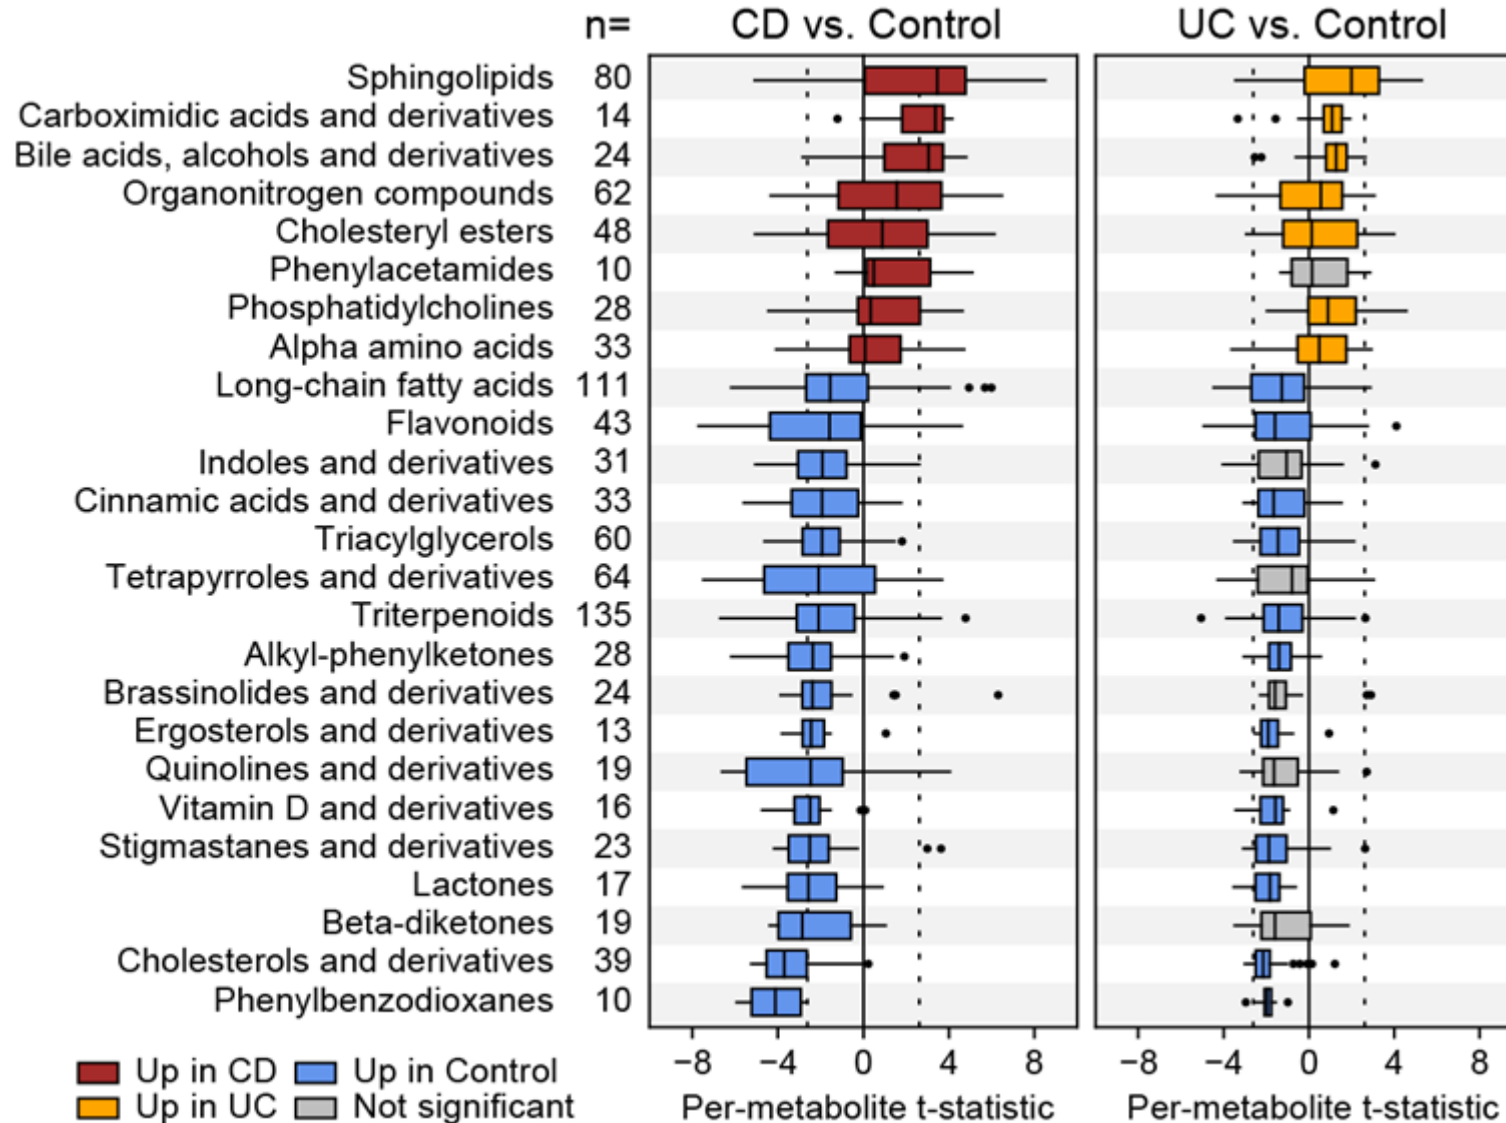 n= CD vs. Control UC vs. Control
Sphingolipids 80
Carboximidic acids and derivatives 14
Bile acids, alcohols and derivatives 24
Organonitrogen compounds 62
Cholesteryl esters 48
Phenylacetamides 10
Phosphatidylcholines 28
Alpha amino acids 33
Long-chain fatty acids 111
Flavonoids 43
Indoles and derivatives 31
Cinnamic acids and derivatives 33
Triacylglycerols 60
Tetrapyrroles and derivatives 64
Triterpenoids 135
Alkyl-phenylketones 28
Brassinolides and derivatives 24
Ergosterols and derivatives 13
Quinolines and derivatives 19
Vitamin D and derivatives 16
Stigmastanes and derivatives 23
Lactones 17
Beta-diketones 19
Cholesterols and derivatives 39
Phenylbenzodioxanes 10
−8 −4 0 4 8 −8 −4 0 4 8
Up in CD Up in Control
Up in UC Not significant
Per-metabolite t-statistic Per-metabolite t-statistic